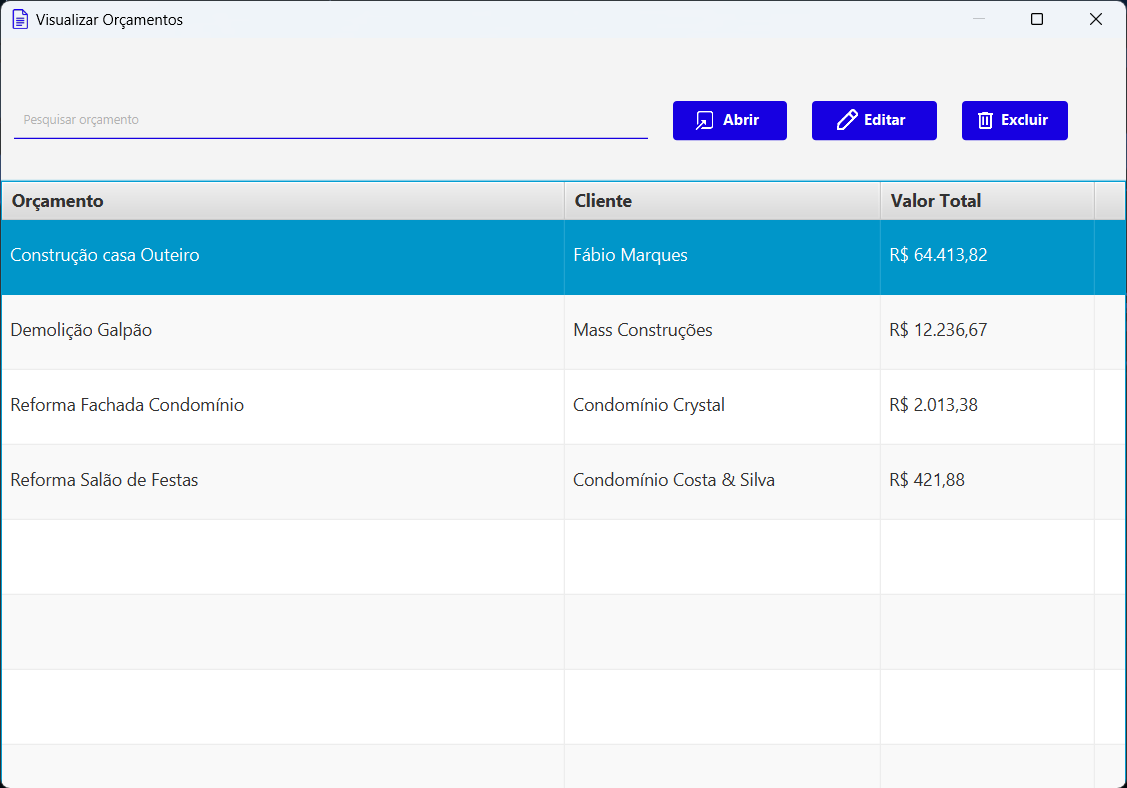 Visualizar Orçamentos
Pesquisar orçamento
Abrir
Editar
Excluir
Orçamento Cliente Valor Total
Construção casa Outeiro Fábio Marques R$ 64.413,82
Demolição Galpão Mass Construções R$ 12.236,67
Reforma Fachada Condomínio Condomínio Crystal R$ 2.013,38
Reforma Salão de Festas Condomínio Costa & Silva R$ 421,88